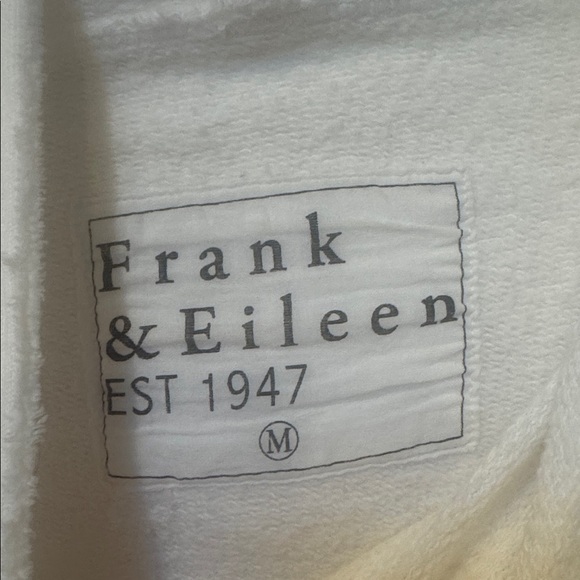 Frank
& Eileen
EST 1947
M